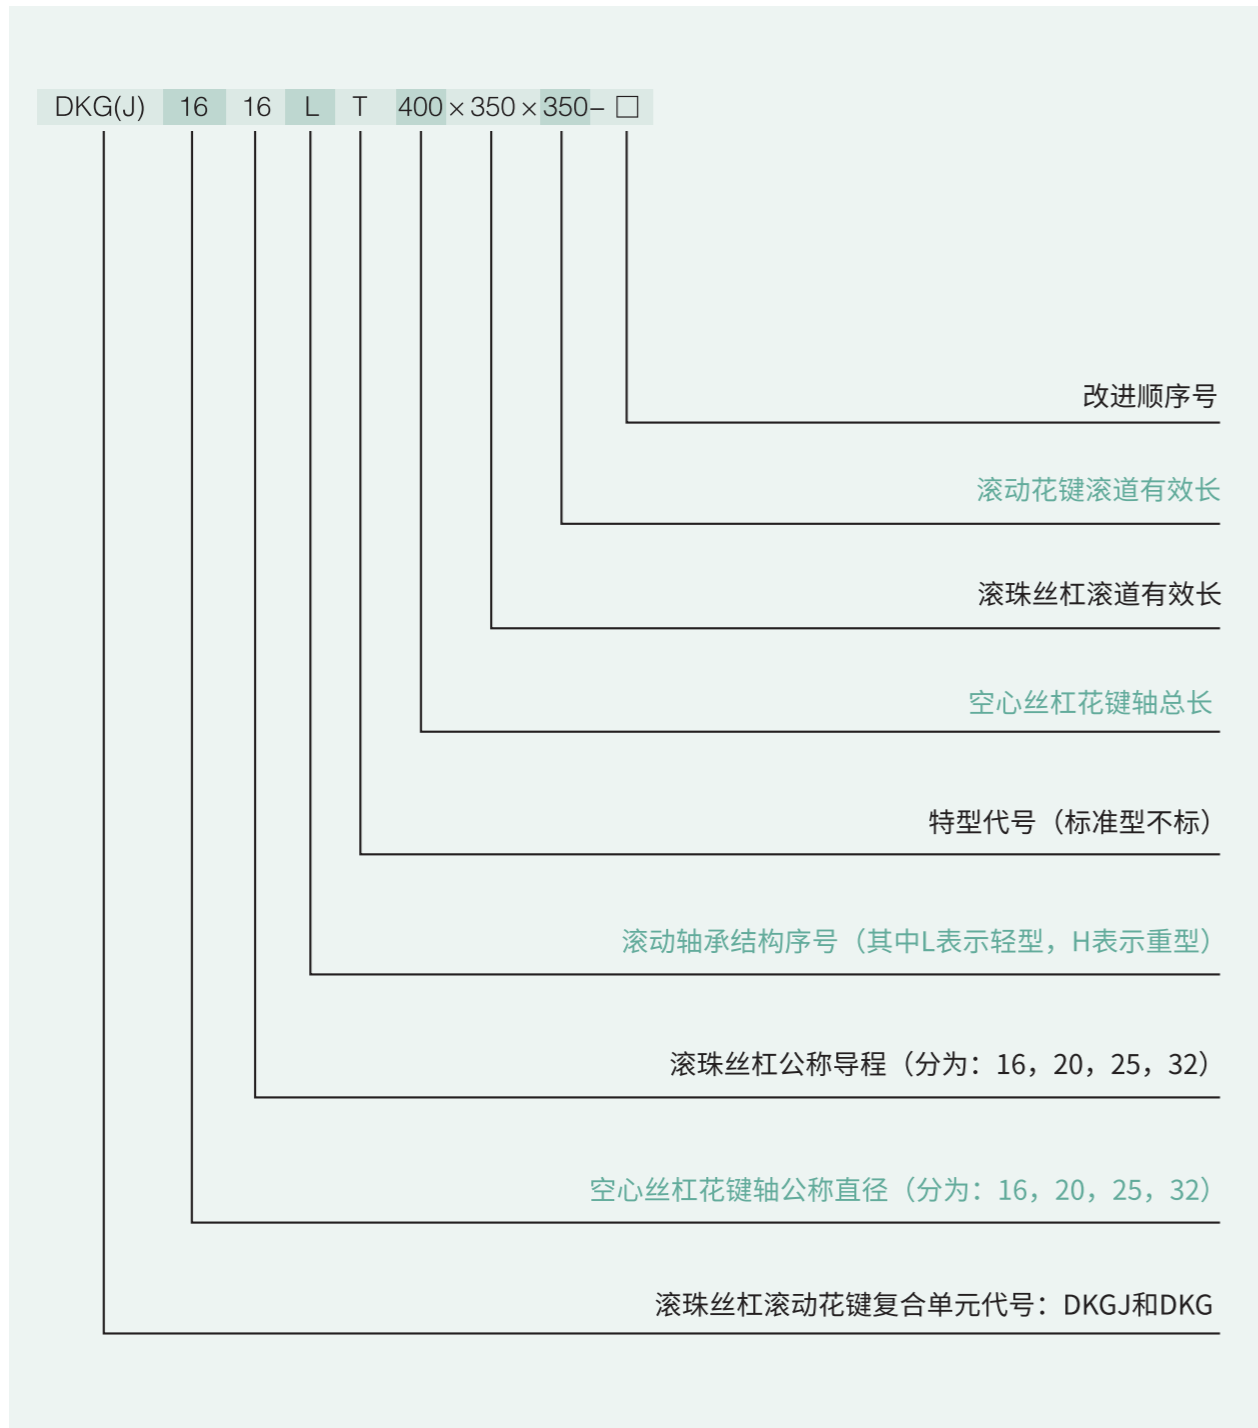 DKG(J) 16 16 L T 400×350×350-□
改进顺序号
滚动花键滚道有效长
滚珠丝杠滚道有效长
空心丝杠花键轴总长
特型代号（标准型不标）
滚动轴承结构序号（其中L表示轻型，H表示重型）
滚珠丝杠公称导程（分为：16，20，25，32）
空心丝杠花键轴公称直径（分为：16，20，25，32）
滚珠丝杠滚动花键复合单元代号：DKGJ和DKG